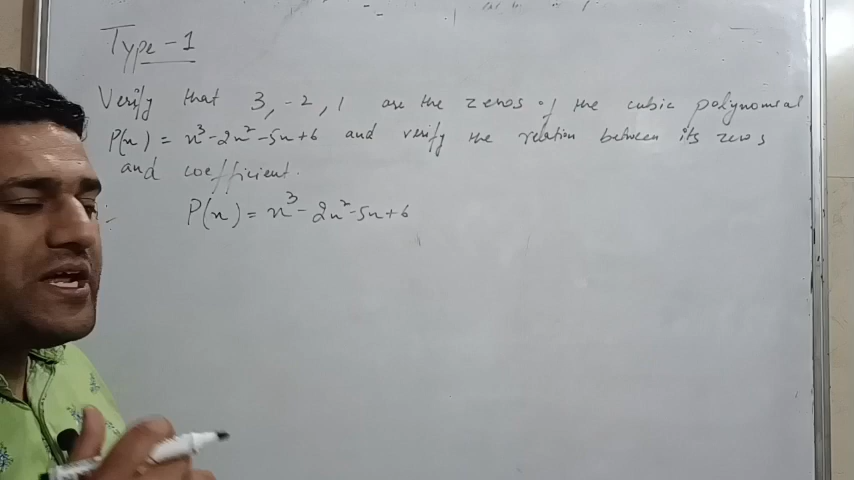 Type-1
Verify that 3, -2, 1 are the zeros of the cubic polynomial
P(x) = x³-2x²-5x+6 and verify the relation between its zeros
and coefficient.
P(x) = x³-2x²-5x+6